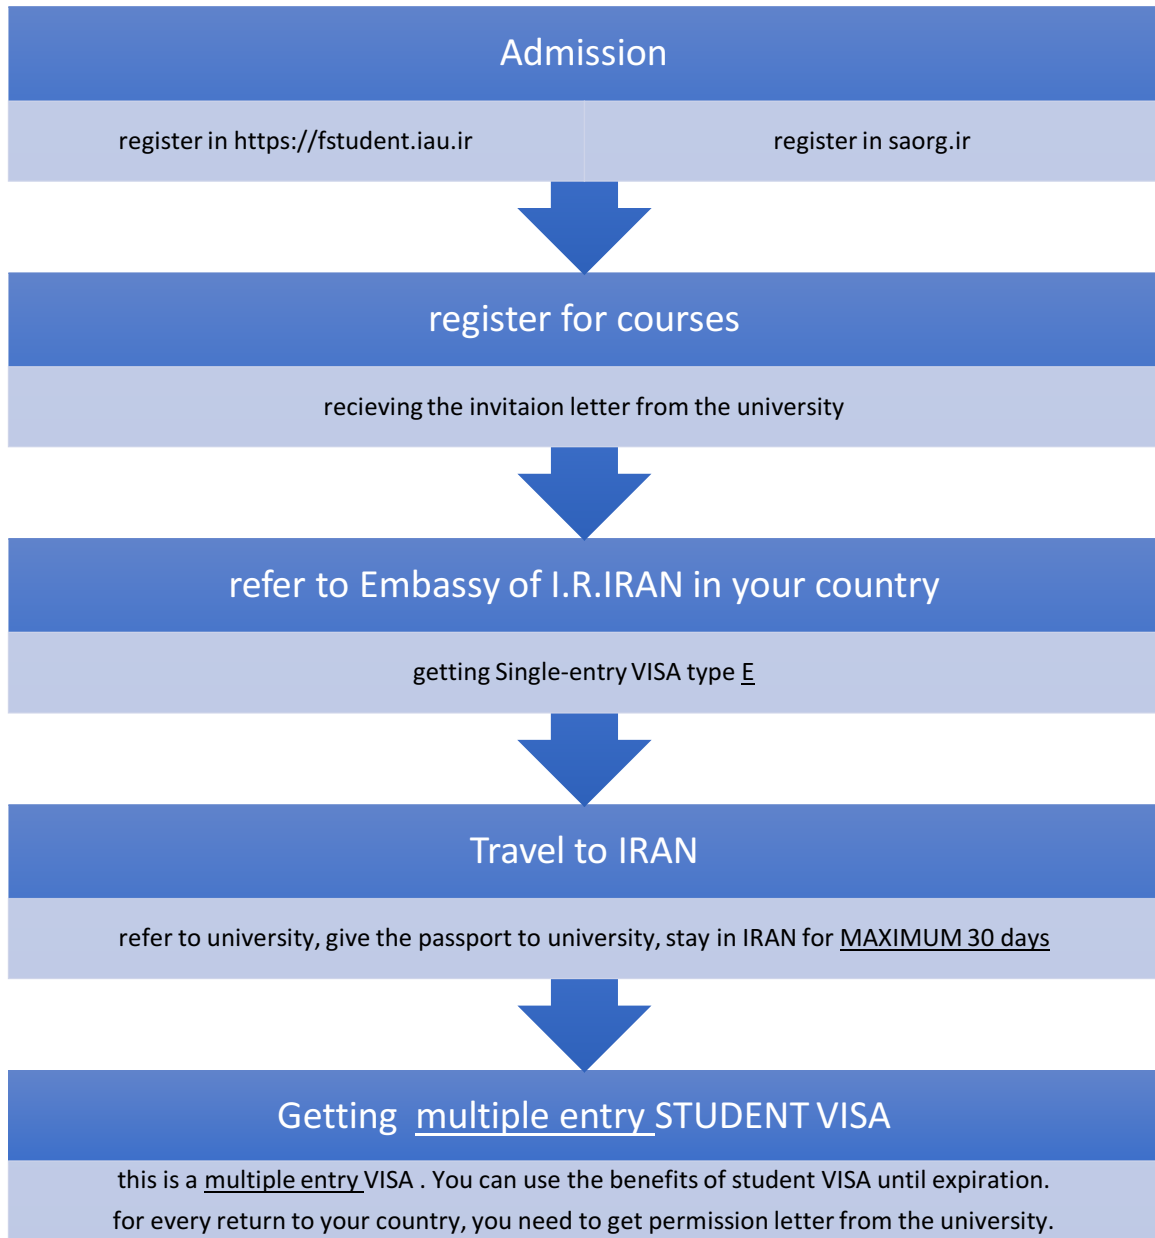 Admission
register in https://fstudent.iau.ir
register in saorg.ir
register for courses
recieving the invitaion letter from the university
refer to Embassy of I.R.IRAN in your country
getting Single-entry VISA type E
Travel to IRAN
refer to university, give the passport to university, stay in IRAN for MAXIMUM 30 days
Getting multiple entry STUDENT VISA
this is a multiple entry VISA . You can use the benefits of student VISA until expiration.
for every return to your country, you need to get permission letter from the university.